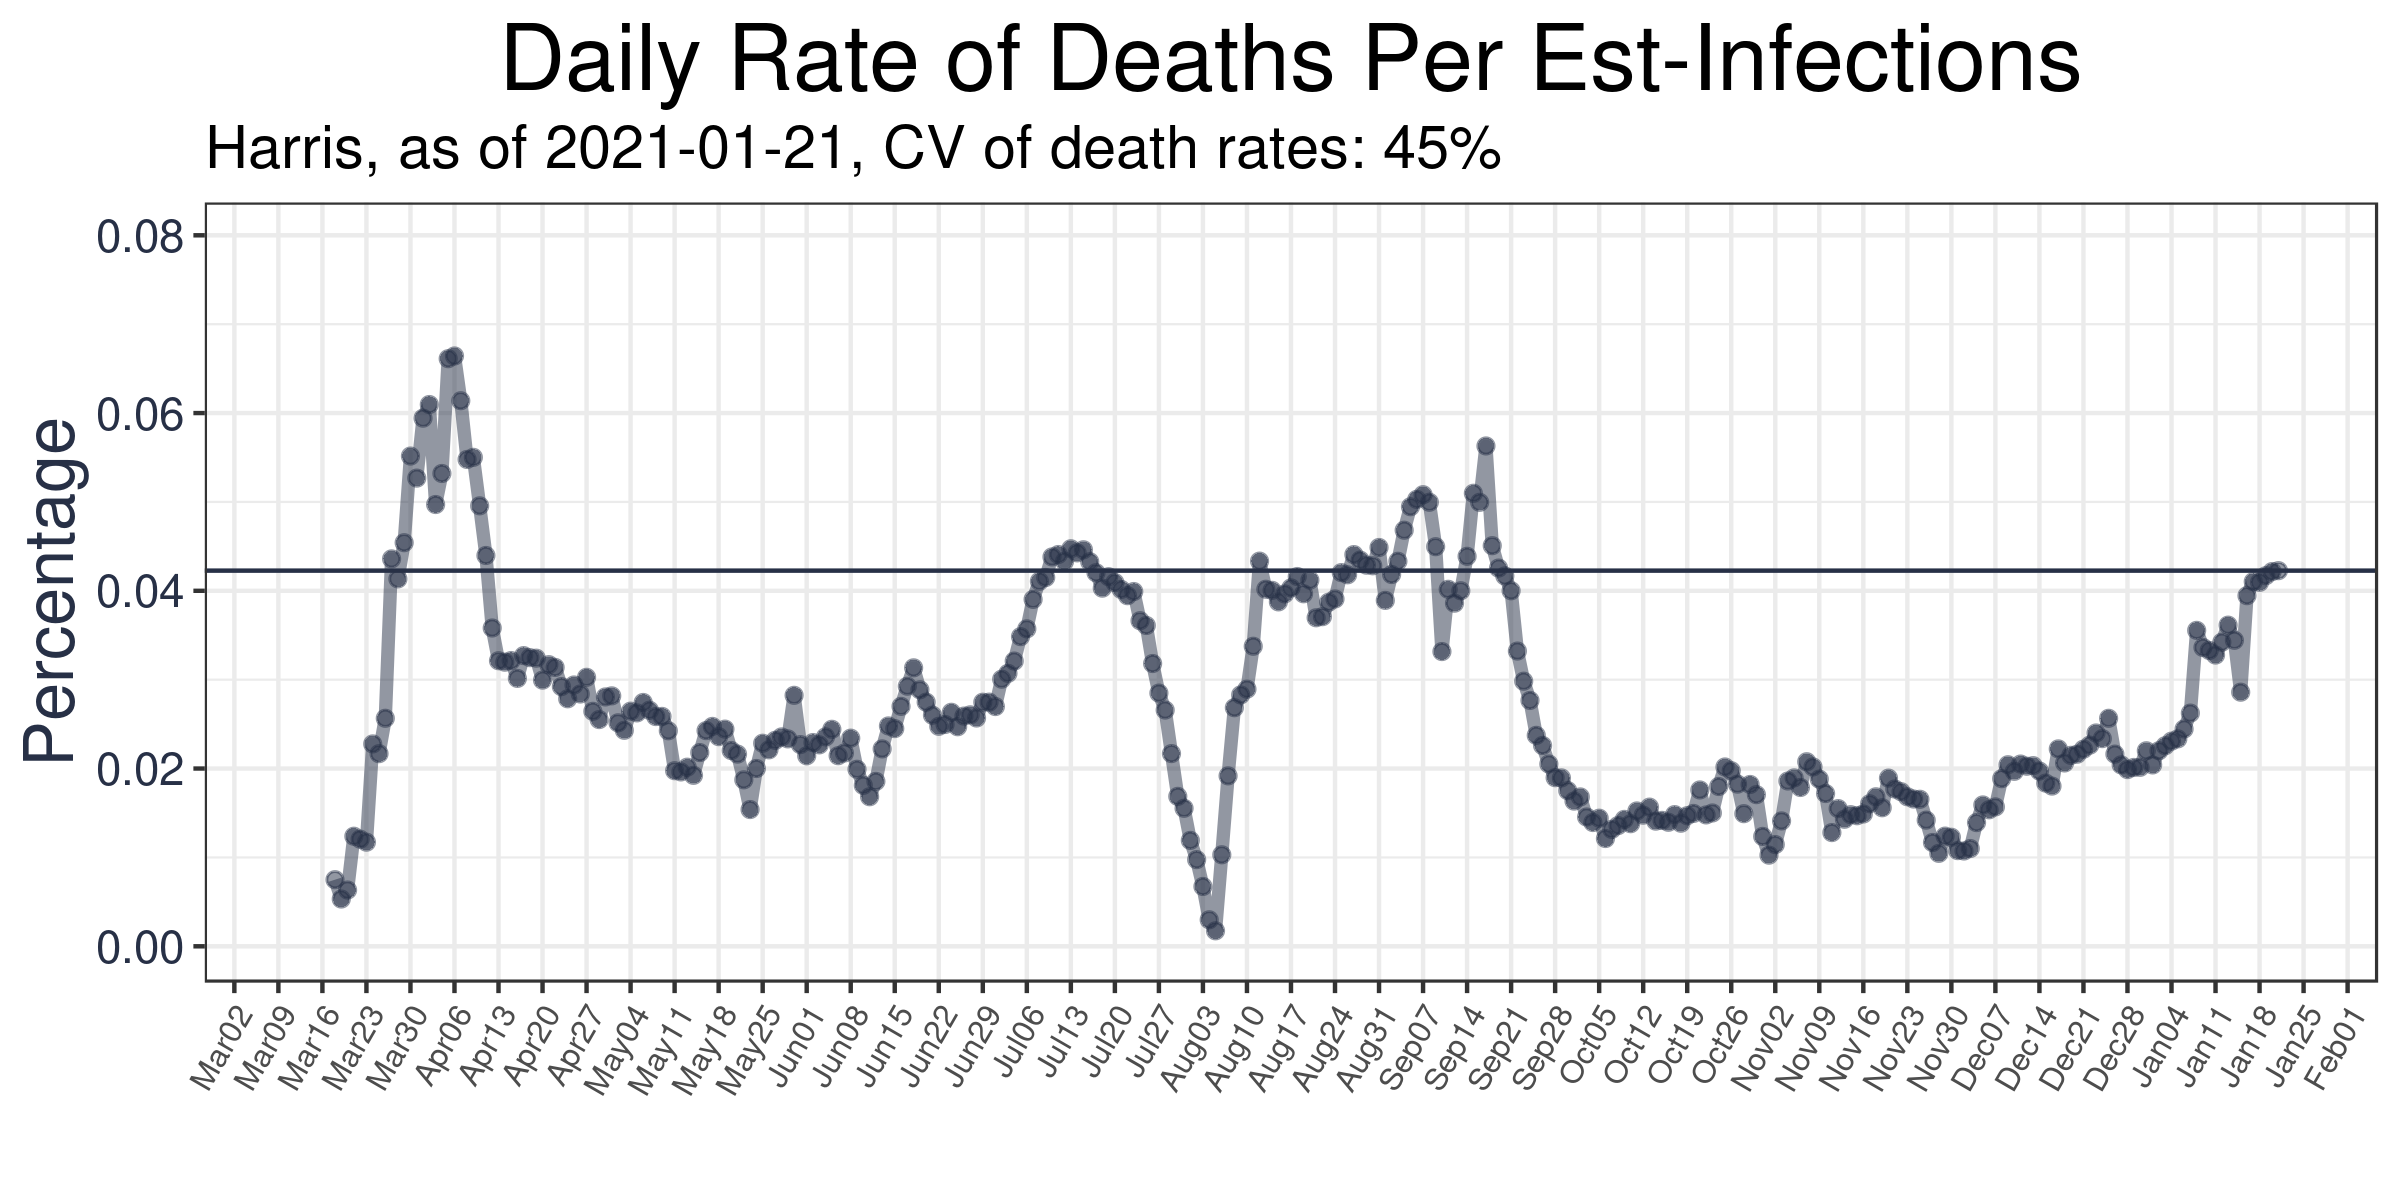 Daily Rate of Deaths Per Est-Infections
Harris, as of 2021-01-21, CV of death rates: 45%
Percentage
0.08
0.06
0.04
0.02
0.00
Mar02
Mar09
Mar16
Mar23
Mar30
Apr06
Apr13
Apr20
Apr27
May04
May11
May18
May25
Jun01
Jun08
Jun15
Jun22
Jun29
Jul06
Jul13
Jul20
Jul27
Aug03
Aug10
Aug17
Aug24
Aug31
Sep07
Sep14
Sep21
Sep28
Oct05
Oct12
Oct19
Oct26
Nov02
Nov09
Nov16
Nov23
Nov30
Dec07
Dec14
Dec21
Dec28
Jan04
Jan11
Jan18
Jan25
Feb01